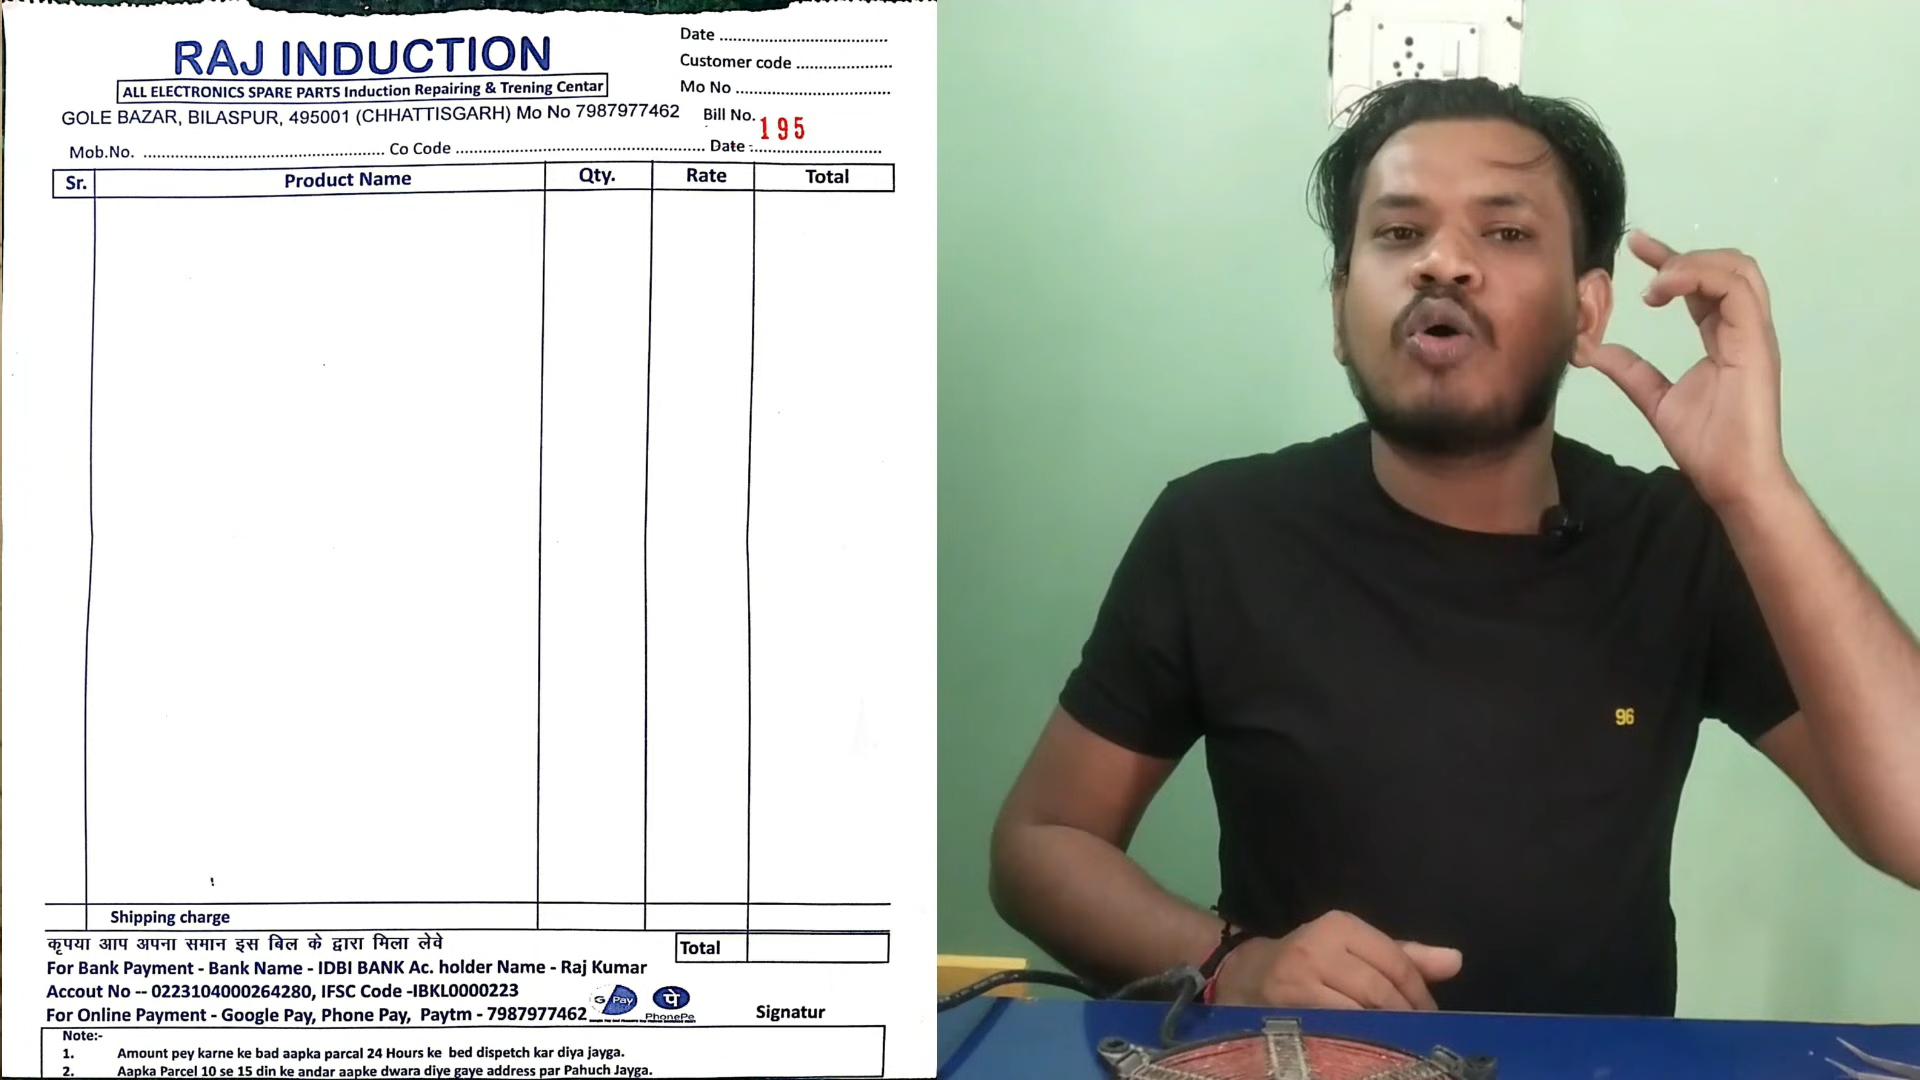 RAJ INDUCTION
ALL ELECTRONICS SPARE PARTS Induction Repairing & Trening Centar
GOLE BAZAR, BILASPUR, 495001 (CHHATTISGARH) Mo No 7987977462
Date ..................................
Customer code ....................
Mo No ................................
Bill No. 195
Mob.No. ................................................ Co Code .................................................. Date :...........................
Sr. Product Name Qty. Rate Total
Shipping charge
कृपया आप अपना समान इस बिल के द्वारा मिला लेवे
Total
For Bank Payment - Bank Name - IDBI BANK Ac. holder Name - Raj Kumar
Accout No -- 0223104000264280, IFSC Code -IBKL0000223
For Online Payment - Google Pay, Phone Pay, Paytm - 7987977462
G Pay
पे
PhonePe
Signatur
Note:-
1. Amount pey karne ke bad aapka parcal 24 Hours ke bed dispetch kar diya jayga.
2. Aapka Parcel 10 se 15 din ke andar aapke dwara diye gaye address par Pahuch Jayga.
96